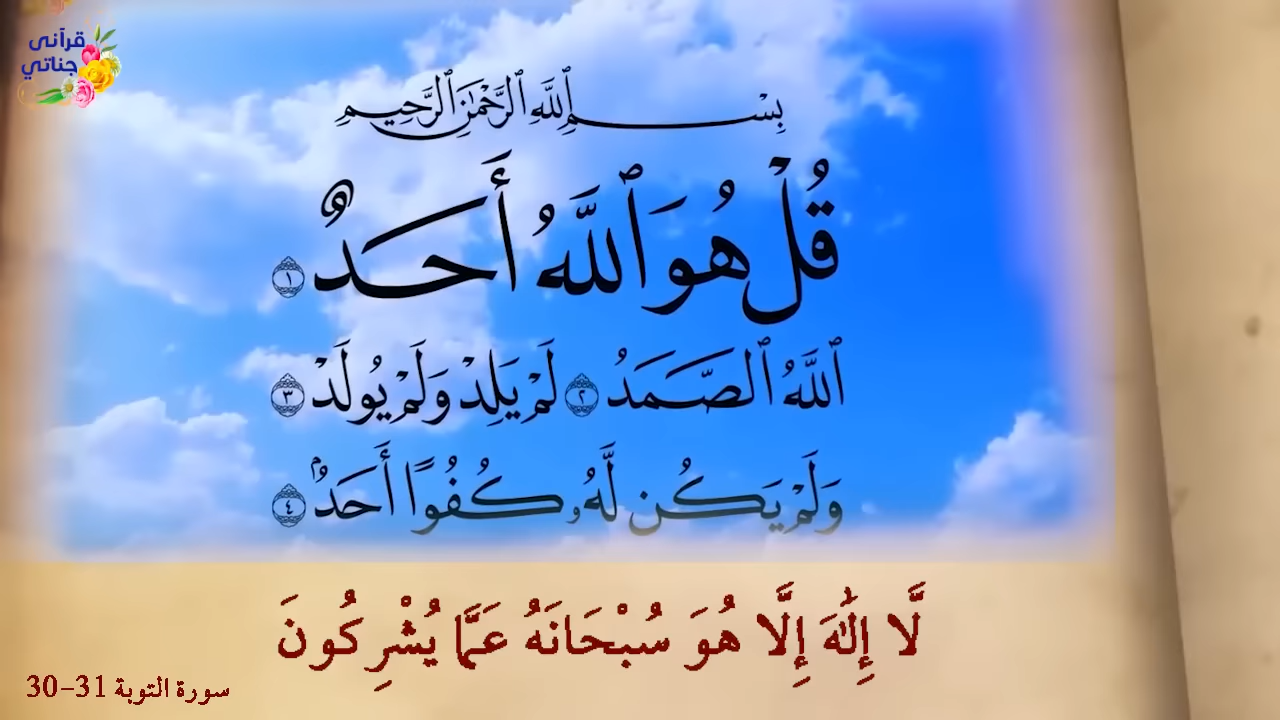 قرآنى
جناتي
بِسْمِ ٱللَّهِ ٱلرَّحْمَٰنِ ٱلرَّحِيمِ
قُلْ هُوَ ٱللَّهُ أَحَدٌ ١
ٱللَّهُ ٱلصَّمَدُ ٢ لَمْ يَلِدْ وَلَمْ يُولَدْ ٣
وَلَمْ يَكُن لَّهُۥ كُفُوًا أَحَدٌۢ ٤
لَّا إِلَٰهَ إِلَّا هُوَ سُبْحَانَهُ عَمَّا يُشْرِكُونَ
سورة التوبة 31-30